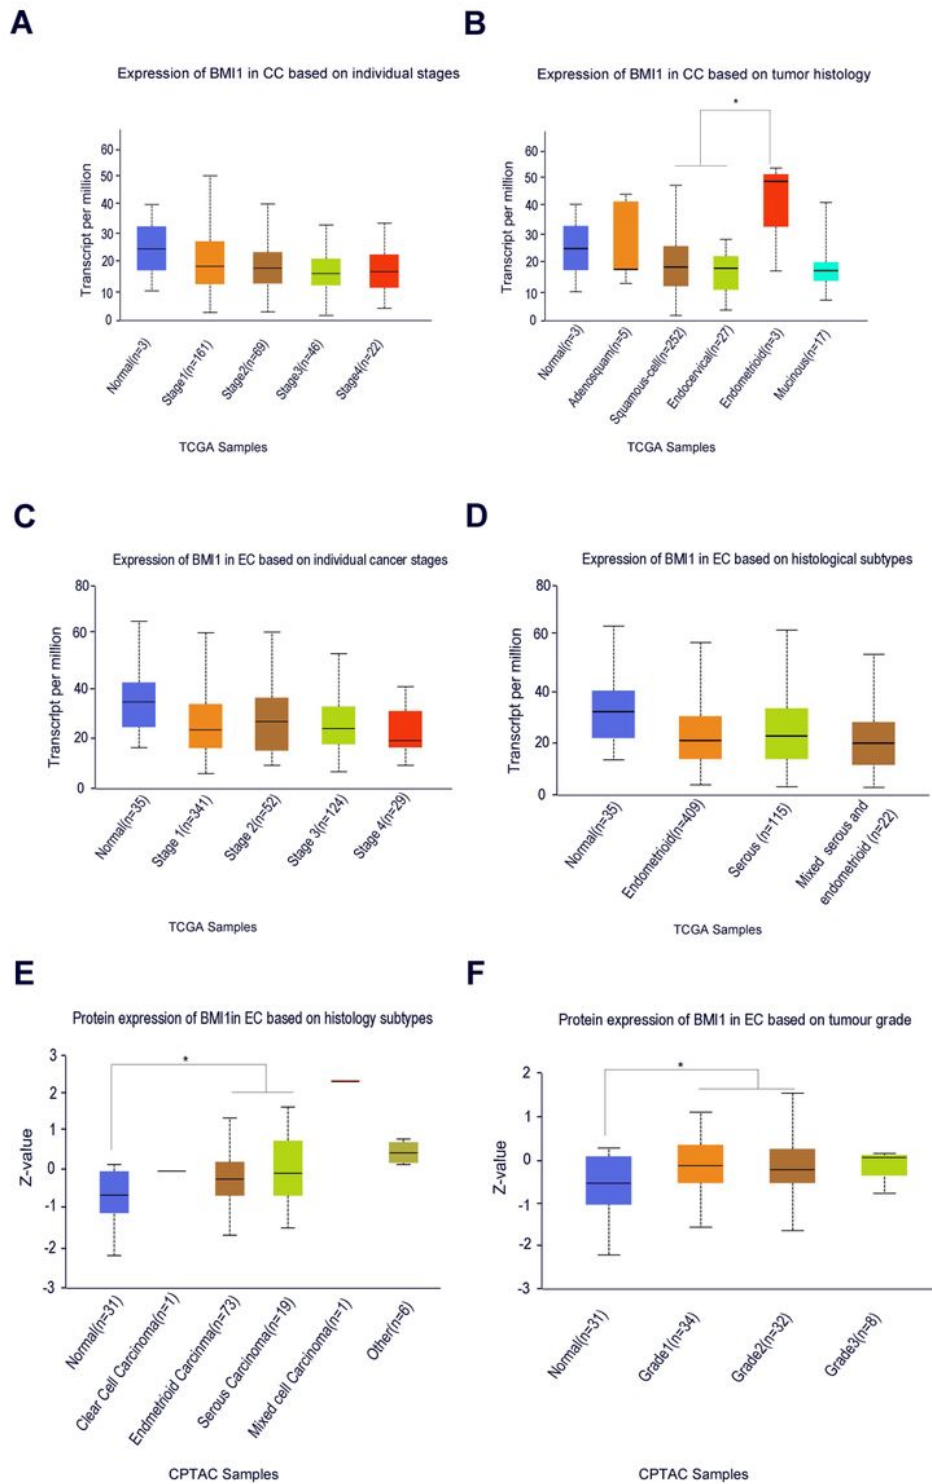 A
Expression of BMI1 in CC based on individual stages
Transcript per million
60
50
40
30
20
10
0
Normal(n=3)
Stage1(n=161)
Stage2(n=69)
Stage3(n=46)
Stage4(n=22)
TCGA Samples
B
Expression of BMI1 in CC based on tumor histology
*
Transcript per million
60
50
40
30
20
10
0
Normal(n=3)
Adenosquam(n=5)
Squamous-cell(n=252)
Endocervical(n=27)
Endometrioid(n=3)
Mucinous(n=17)
TCGA Samples
C
Expression of BMI1 in EC based on individual cancer stages
Transcript per million
80
60
40
20
0
Normal(n=35)
Stage 1(n=341)
Stage 2(n=52)
Stage 3(n=124)
Stage 4(n=29)
TCGA Samples
D
Expression of BMI1 in EC based on histological subtypes
Transcript per million
80
60
40
20
0
Normal(n=35)
Endometrioid(n=409)
Serous (n=115)
Mixed serous and
endometrioid (n=22)
TCGA Samples
E
Protein expression of BMI1in EC based on histology subtypes
*
Z-value
3
2
1
0
-1
-2
-3
Normal(n=31)
Clear Cell Carcinoma(n=1)
Endmetrioid Carcinma(n=73)
Serous Carcinoma(n=19)
Mixed cell Carcinoma(n=1)
Other(n=6)
CPTAC Samples
F
Protein expression of BMI1 in EC based on tumour grade
*
Z-value
2
1
0
-1
-2
-3
Normal(n=31)
Grade1(n=34)
Grade2(n=32)
Grade3(n=8)
CPTAC Samples